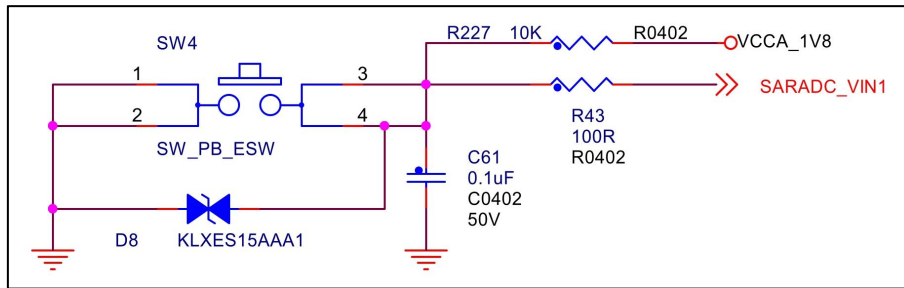 R227 10K R0402 VCCA_1V8
SW4
1 3
SARADC_VIN1
2 4
R43
100R
R0402
SW_PB_ESW
C61
0.1uF
C0402
50V
D8 KLXES15AAA1